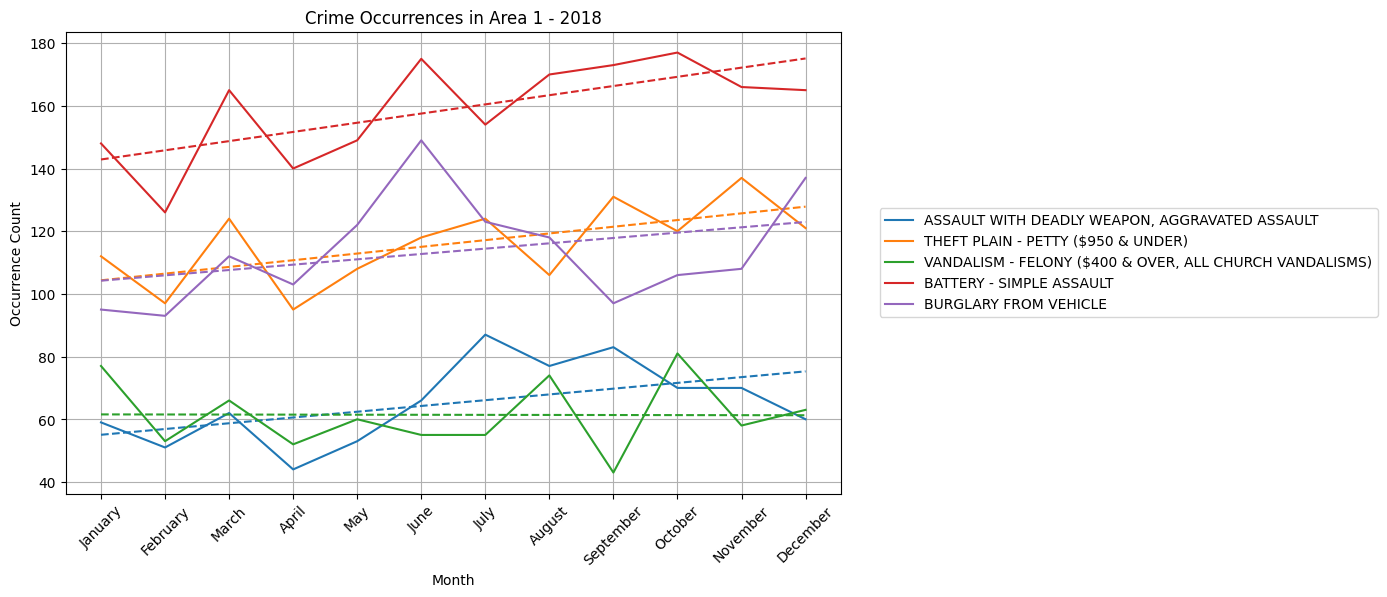 Crime Occurrences in Area 1 - 2018
Occurrence Count
180
160
140
120
100
80
60
40
January
February
March
April
May
June
July
August
September
October
November
December
Month
ASSAULT WITH DEADLY WEAPON, AGGRAVATED ASSAULT
THEFT PLAIN - PETTY ($950 & UNDER)
VANDALISM - FELONY ($400 & OVER, ALL CHURCH VANDALISMS)
BATTERY - SIMPLE ASSAULT
BURGLARY FROM VEHICLE